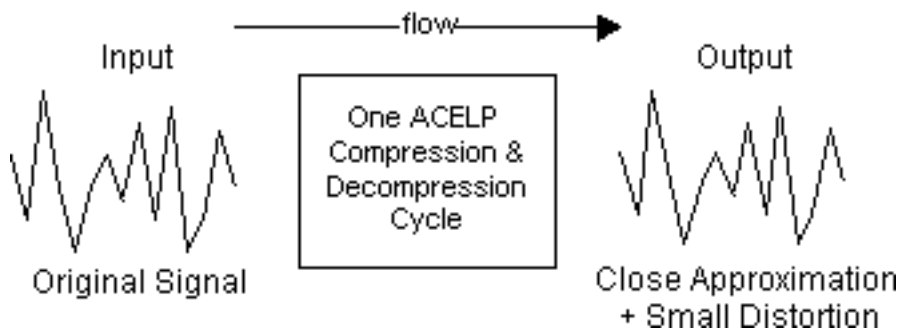 flow
Input
Output
One ACELP
Compression &
Decompression
Cycle
Original Signal
Close Approximation
+ Small Distortion